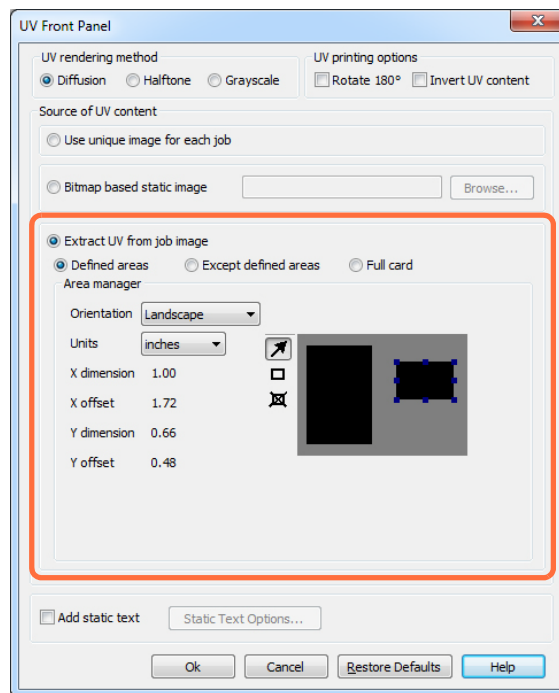 UV Front Panel
UV rendering method
UV printing options
Diffusion Halftone Grayscale
Rotate 180° Invert UV content
Source of UV content
Use unique image for each job
Bitmap based static image Browse...
Extract UV from job image
Defined areas Except defined areas Full card
Area manager
Orientation Landscape
Units inches
X dimension 1.00
X offset 1.72
Y dimension 0.66
Y offset 0.48
Add static text Static Text Options...
Ok Cancel Restore Defaults Help